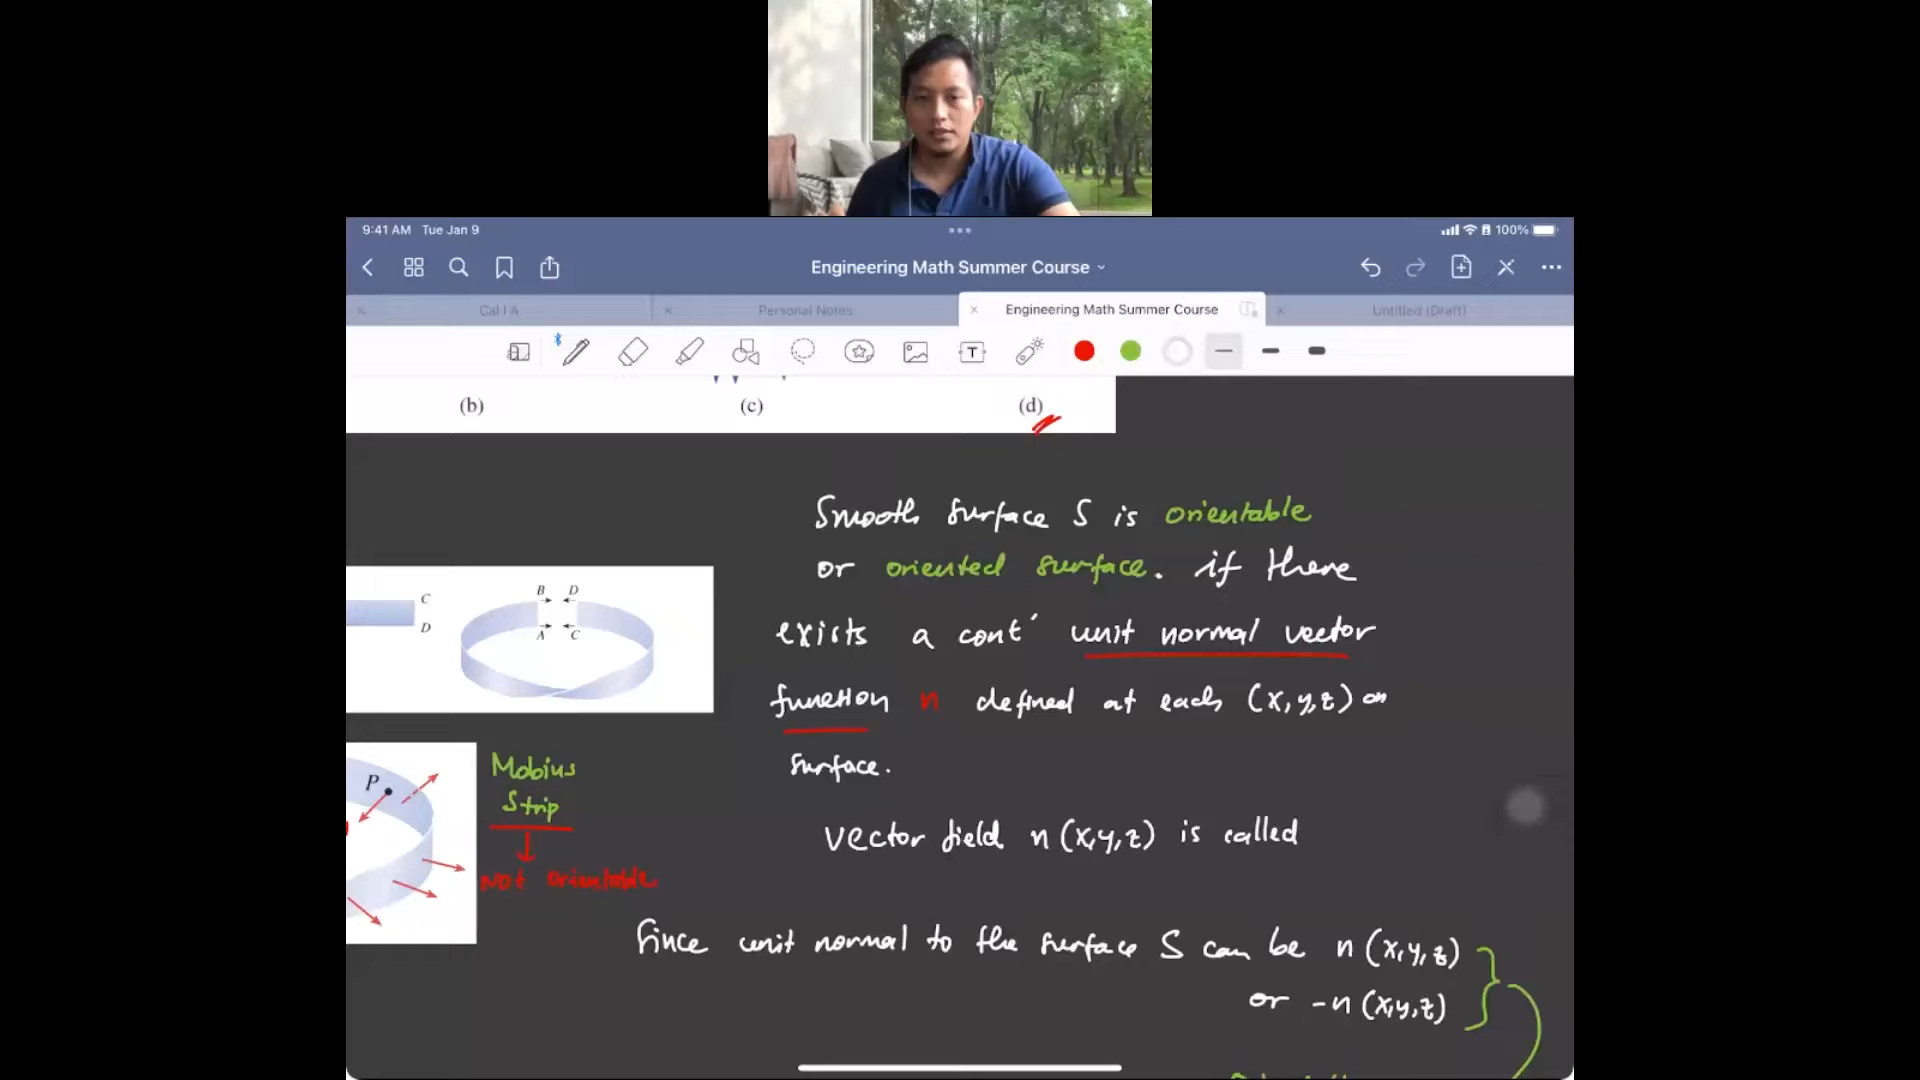 9:41 AM Tue Jan 9
100%
Engineering Math Summer Course
Cal I A
Personal Notes
Engineering Math Summer Course
Untitled (Draft)
T
(b)
(c)
(d)
Smooth surface S is orientable
or oriented surface. if there
exists a cont' unit normal vector
function n defined at each (x,y,z) on
surface.
C
D
B D
A C
P
Mobius
Strip
Not orientable
Vector field n(x,y,z) is called
Since unit normal to the surface S can be n(x,y,z)
or -n(x,y,z)